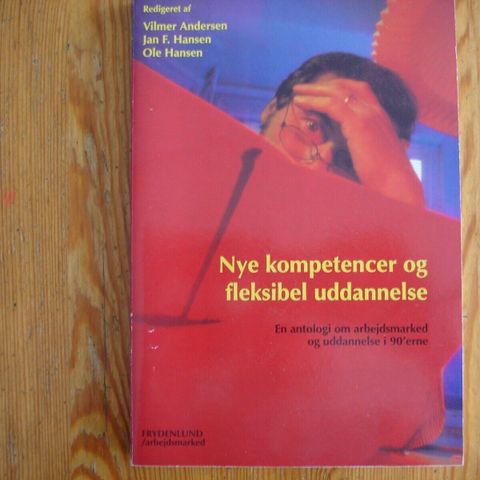 Redigeret af
Vilmer Andersen
Jan F. Hansen
Ole Hansen
Nye kompetencer og
fleksibel uddannelse
En antologi om arbejdsmarked
og uddannelse i 90'erne
FRYDENLUND
/arbejdsmarked